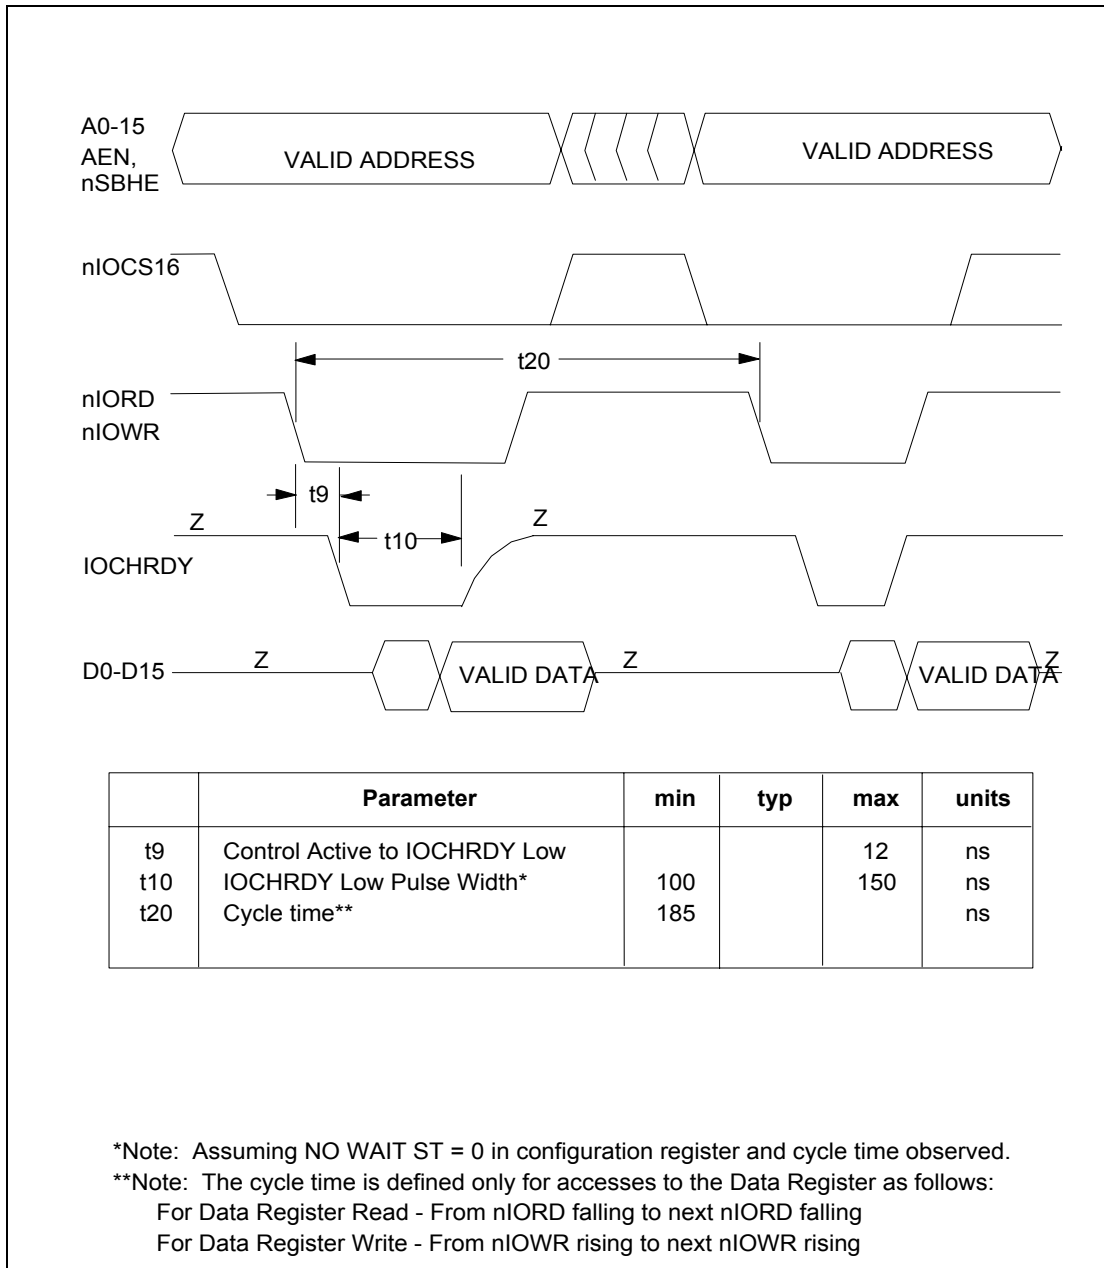 A0-15
AEN,
nSBHE
VALID ADDRESS
VALID ADDRESS
nIOCS16
t20
nIORD
nIOWR
t9
Z
t10
Z
IOCHRDY
D0-D15
Z
VALID DATA
Z
VALID DATA
Z
Parameter min typ max units
t9 Control Active to IOCHRDY Low 12 ns
t10 IOCHRDY Low Pulse Width* 100 150 ns
t20 Cycle time** 185 ns
*Note: Assuming NO WAIT ST = 0 in configuration register and cycle time observed.
**Note: The cycle time is defined only for accesses to the Data Register as follows:
For Data Register Read - From nIORD falling to next nIORD falling
For Data Register Write - From nIOWR rising to next nIOWR rising